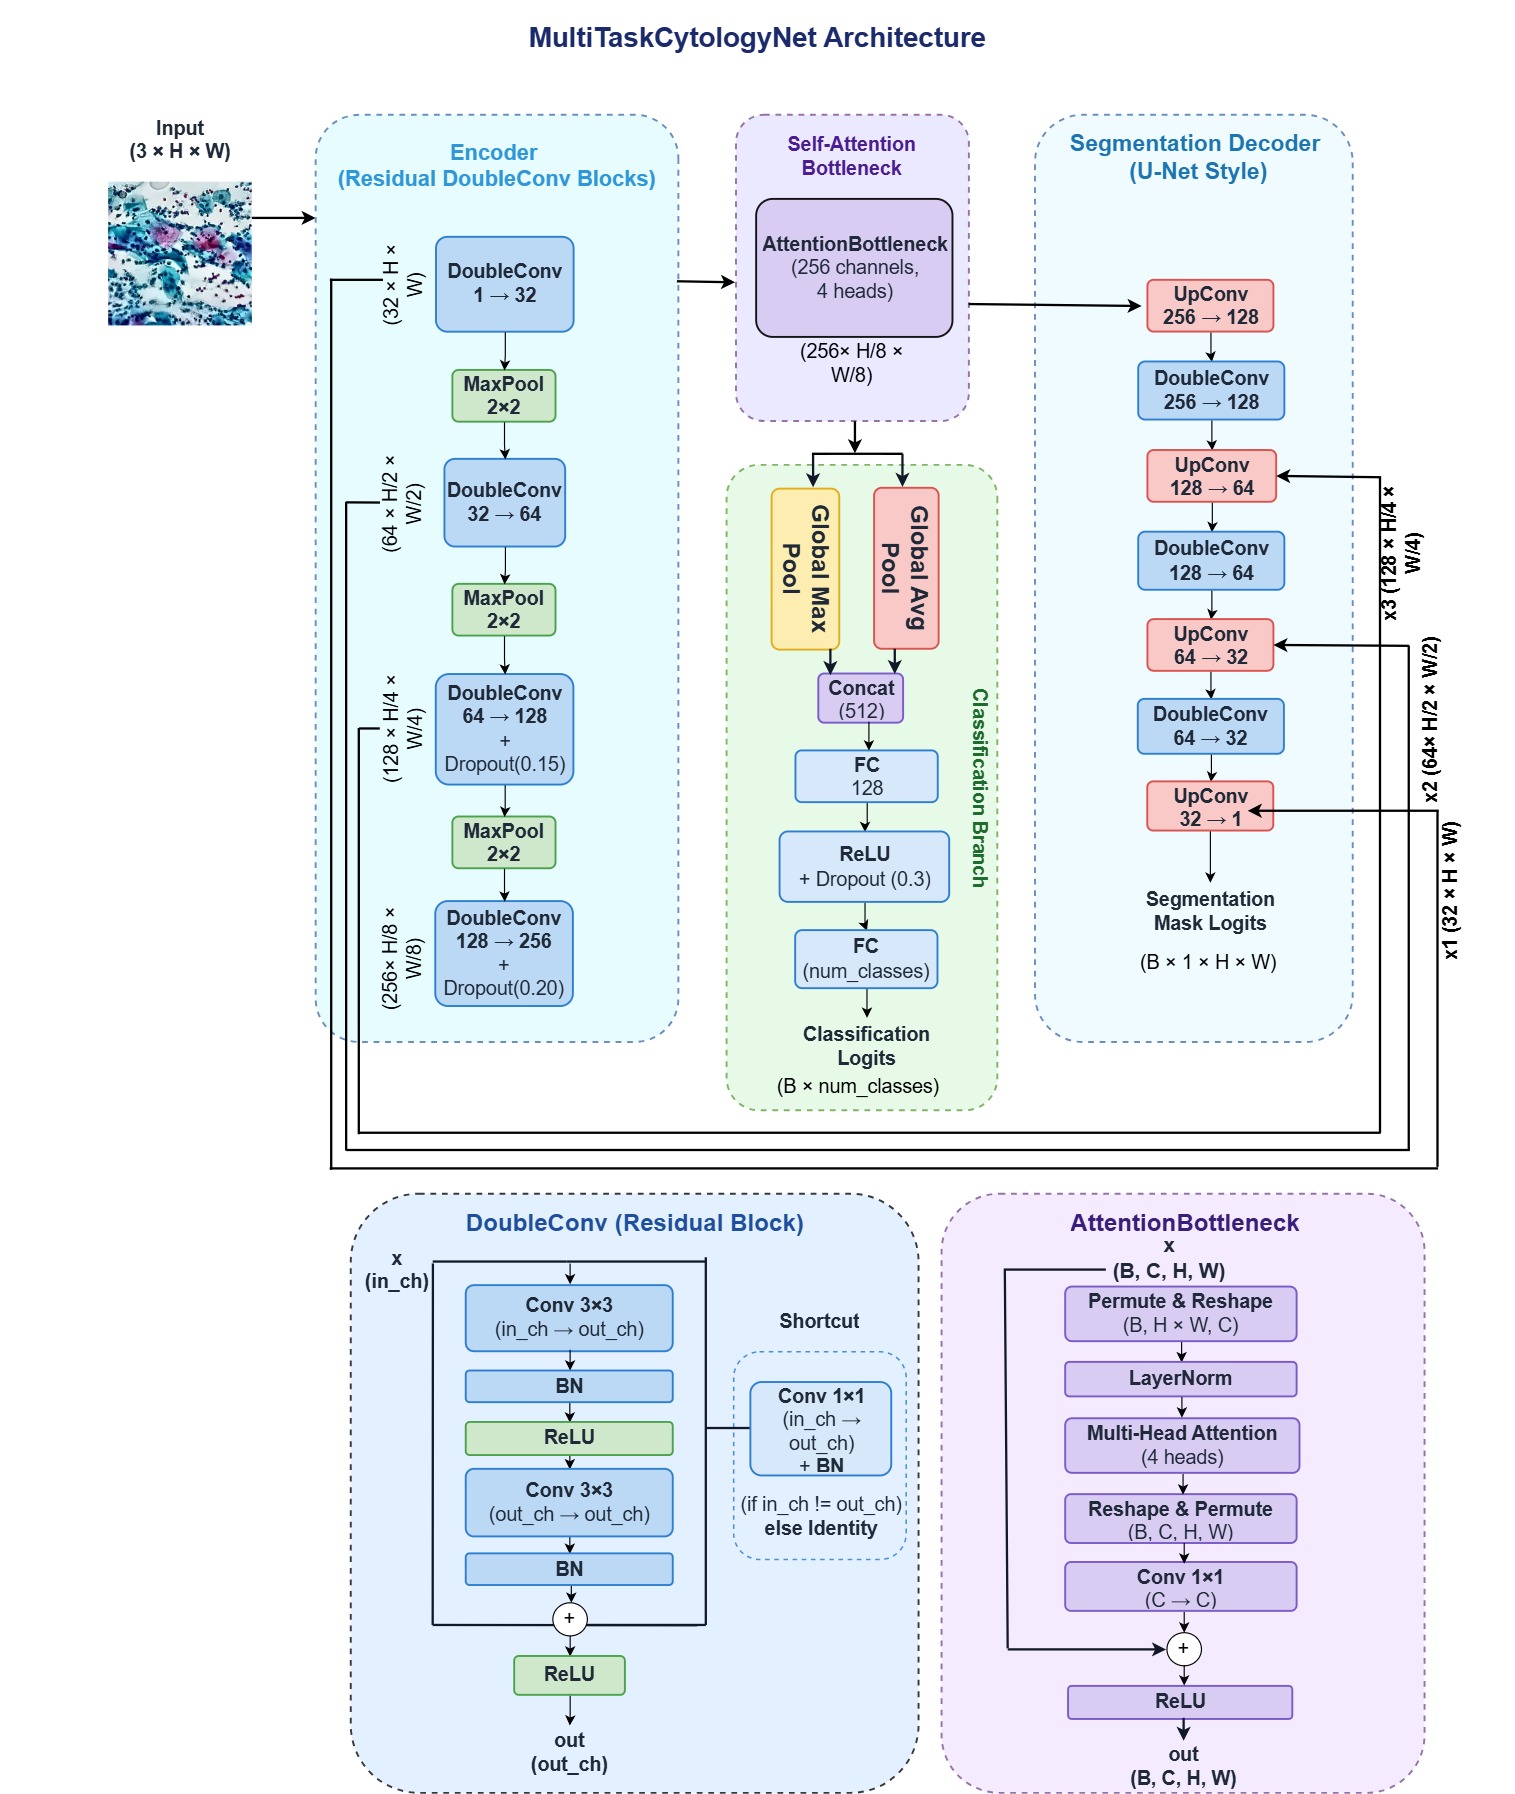 MultiTaskCytologyNet Architecture
Input
(3 × H × W)
Encoder
(Residual DoubleConv Blocks)
(32 × H ×
W)
DoubleConv
1 → 32
MaxPool
2×2
(64 × H/2 ×
W/2)
DoubleConv
32 → 64
MaxPool
2×2
(128 × H/4 ×
W/4)
DoubleConv
64 → 128
+
Dropout(0.15)
MaxPool
2×2
(256× H/8 ×
W/8)
DoubleConv
128 → 256
+
Dropout(0.20)
Self-Attention
Bottleneck
AttentionBottleneck
(256 channels,
4 heads)
(256× H/8 ×
W/8)
Global Max
Pool
Global Avg
Pool
Concat
(512)
FC
128
ReLU
+ Dropout (0.3)
FC
(num_classes)
Classification
Logits
(B × num_classes)
Classification Branch
Segmentation Decoder
(U-Net Style)
UpConv
256 → 128
DoubleConv
256 → 128
UpConv
128 → 64
DoubleConv
128 → 64
UpConv
64 → 32
DoubleConv
64 → 32
UpConv
32 → 1
Segmentation
Mask Logits
(B × 1 × H × W)
x3 (128 × H/4 ×
W/4)
x2 (64× H/2 × W/2)
x1 (32 × H × W)
DoubleConv (Residual Block)
x
(in_ch)
Conv 3×3
(in_ch → out_ch)
BN
ReLU
Conv 3×3
(out_ch → out_ch)
BN
+
ReLU
out
(out_ch)
Shortcut
Conv 1×1
(in_ch →
out_ch)
+ BN
(if in_ch != out_ch)
else Identity
AttentionBottleneck
x
(B, C, H, W)
Permute & Reshape
(B, H × W, C)
LayerNorm
Multi-Head Attention
(4 heads)
Reshape & Permute
(B, C, H, W)
Conv 1×1
(C → C)
+
ReLU
out
(B, C, H, W)